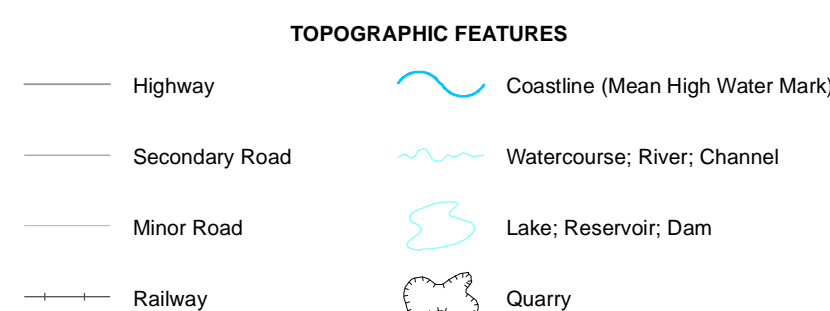 TOPOGRAPHIC FEATURES
Highway
Coastline (Mean High Water Mark)
Secondary Road
Watercourse; River; Channel
Minor Road
Lake; Reservoir; Dam
Railway
Quarry